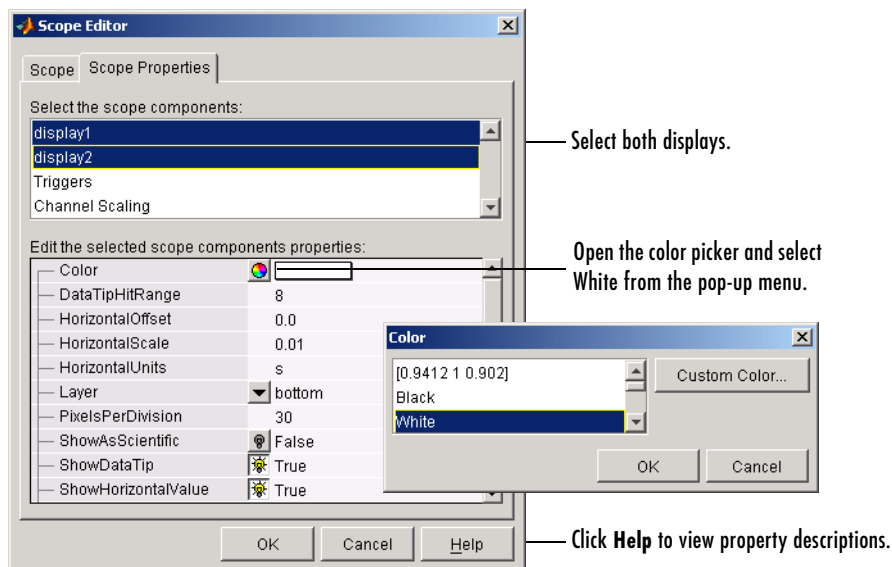 Scope Editor
Scope Scope Properties
Select the scope components:
display1
display2
Triggers
Channel Scaling
Select both displays.
Edit the selected scope components properties:
Color
DataTipHitRange 8
HorizontalOffset 0.0
HorizontalScale 0.01
HorizontalUnits s
Layer bottom
PixelsPerDivision 30
ShowAsScientific False
ShowDataTip True
ShowHorizontalValue True
Open the color picker and select
White from the pop-up menu.
Color
[0.9412 1 0.902]
Black
White
Custom Color...
OK Cancel
OK Cancel Help
Click Help to view property descriptions.